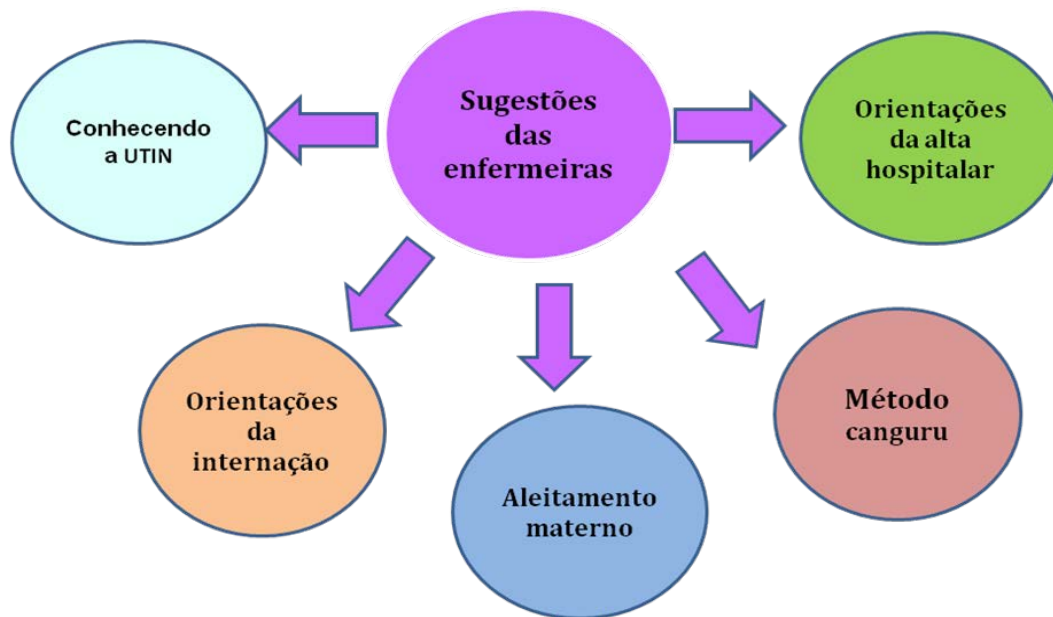 Sugestões
das
enfermeiras
Conhecendo
a UTIN
Orientações
da alta
hospitalar
Orientações
da
internação
Aleitamento
materno
Método
canguru